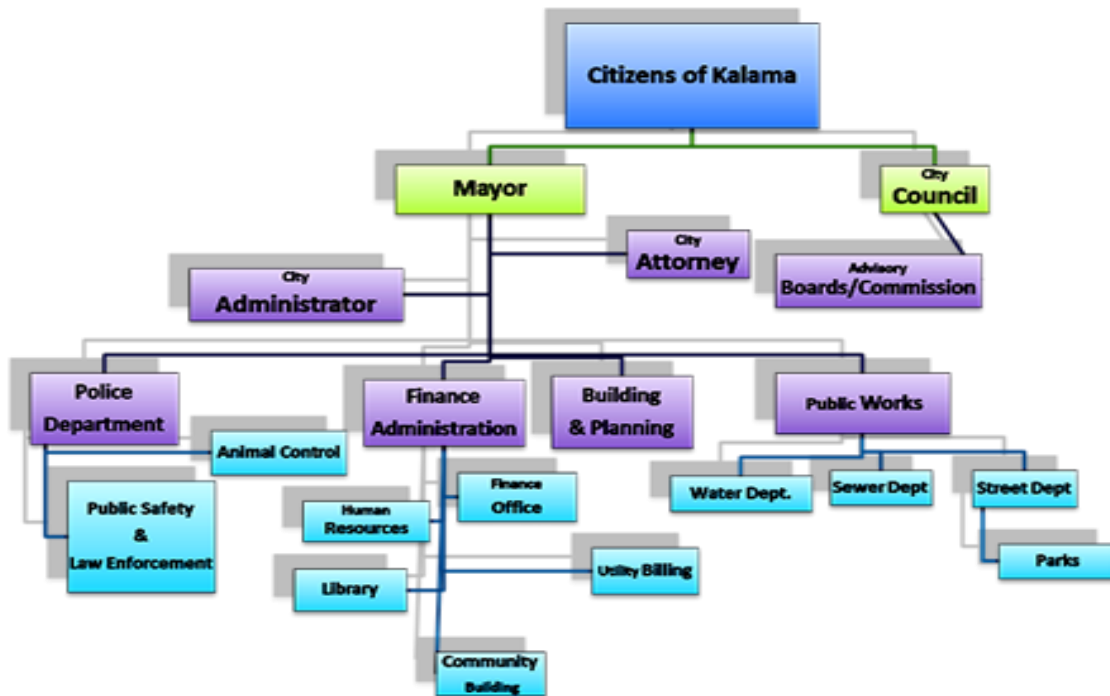 Citizens of Kalama
Mayor
City
Council
City
Attorney
Advisory
Boards/Commission
City
Administrator
Police
Department
Finance
Administration
Building
& Planning
Public Works
Animal Control
Public Safety
&
Law Enforcement
Human
Resources
Finance
Office
Library
Utility Billing
Community
Building
Water Dept.
Sewer Dept
Street Dept
Parks